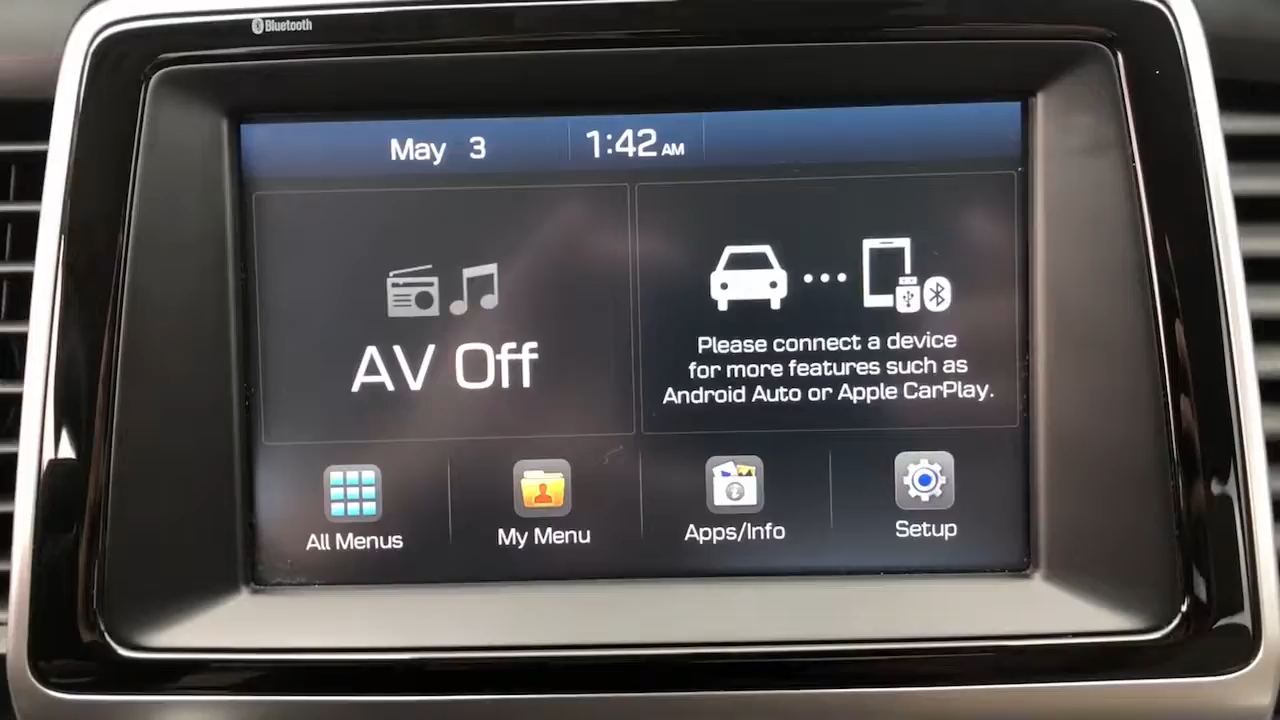 Bluetooth
May 3
1:42 AM
AV Off
Please connect a device
for more features such as
Android Auto or Apple CarPlay.
All Menus
My Menu
Apps/Info
Setup